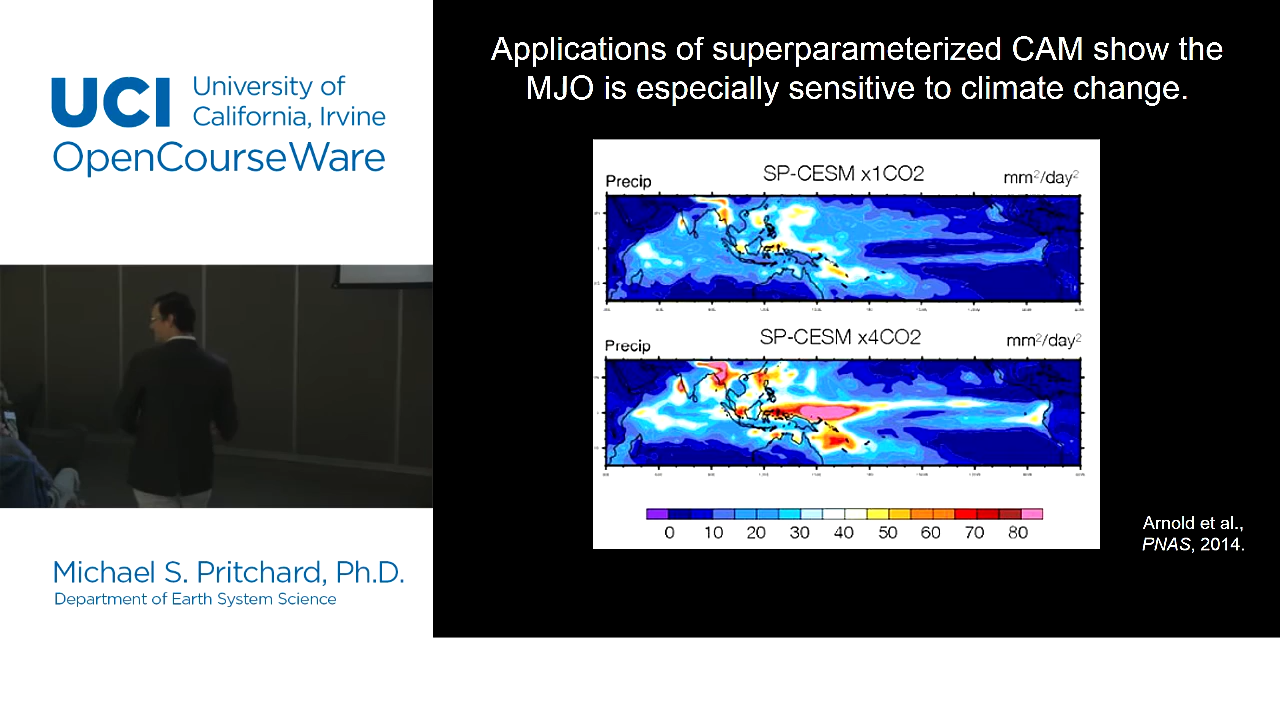 UCI University of
California, Irvine
OpenCourseWare
Michael S. Pritchard, Ph.D.
Department of Earth System Science
Applications of superparameterized CAM show the
MJO is especially sensitive to climate change.
Precip SP-CESM x1CO2 mm²/day²
Precip SP-CESM x4CO2 mm²/day²
0 10 20 30 40 50 60 70 80
Arnold et al.,
PNAS, 2014.